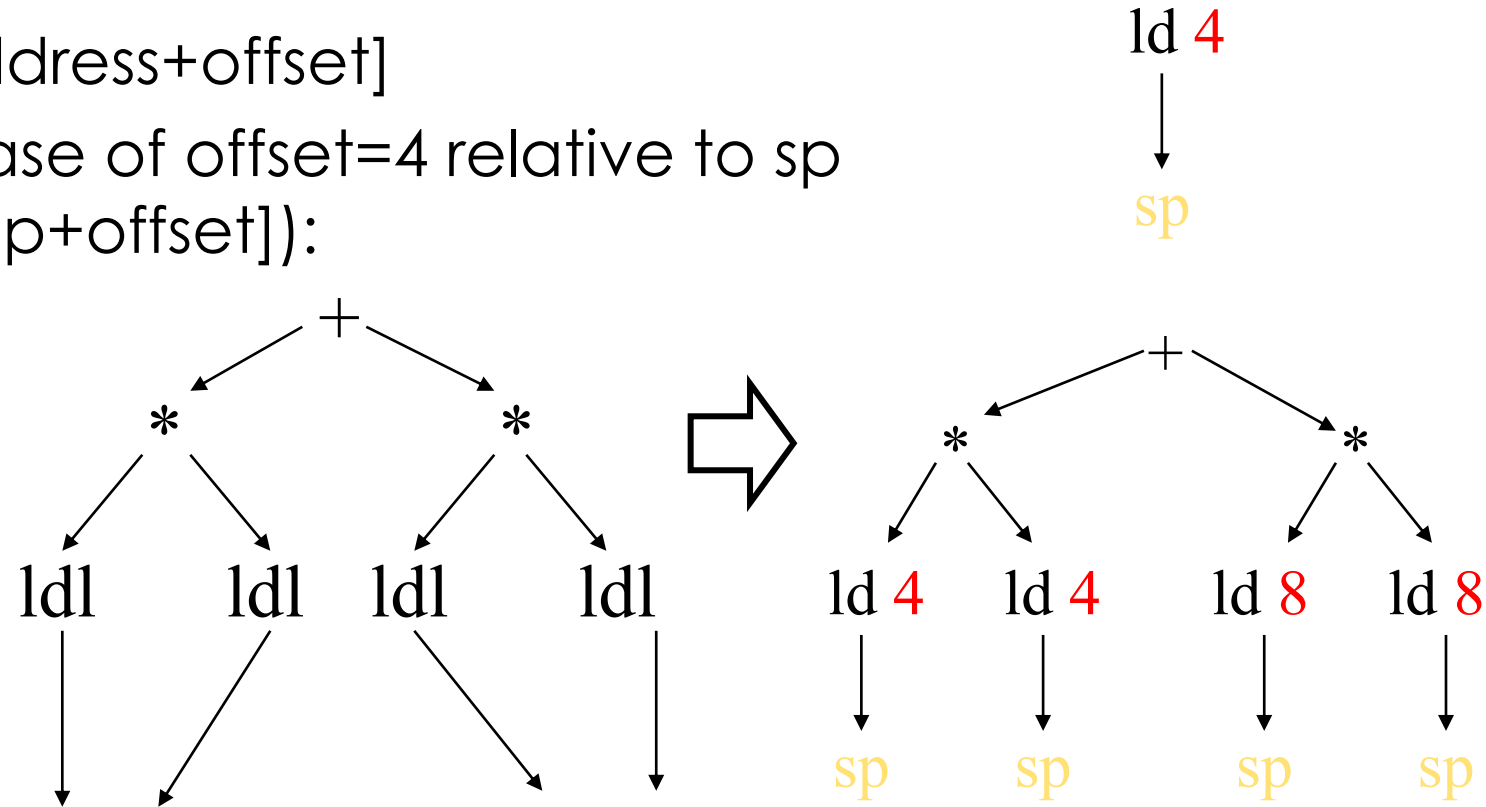 ddress+offset]
ase of offset=4 relative to sp
p+offset]):
ld 4
sp
+
* *
ldl ldl ldl ldl
+
* *
ld 4 ld 4 ld 8 ld 8
sp sp sp sp